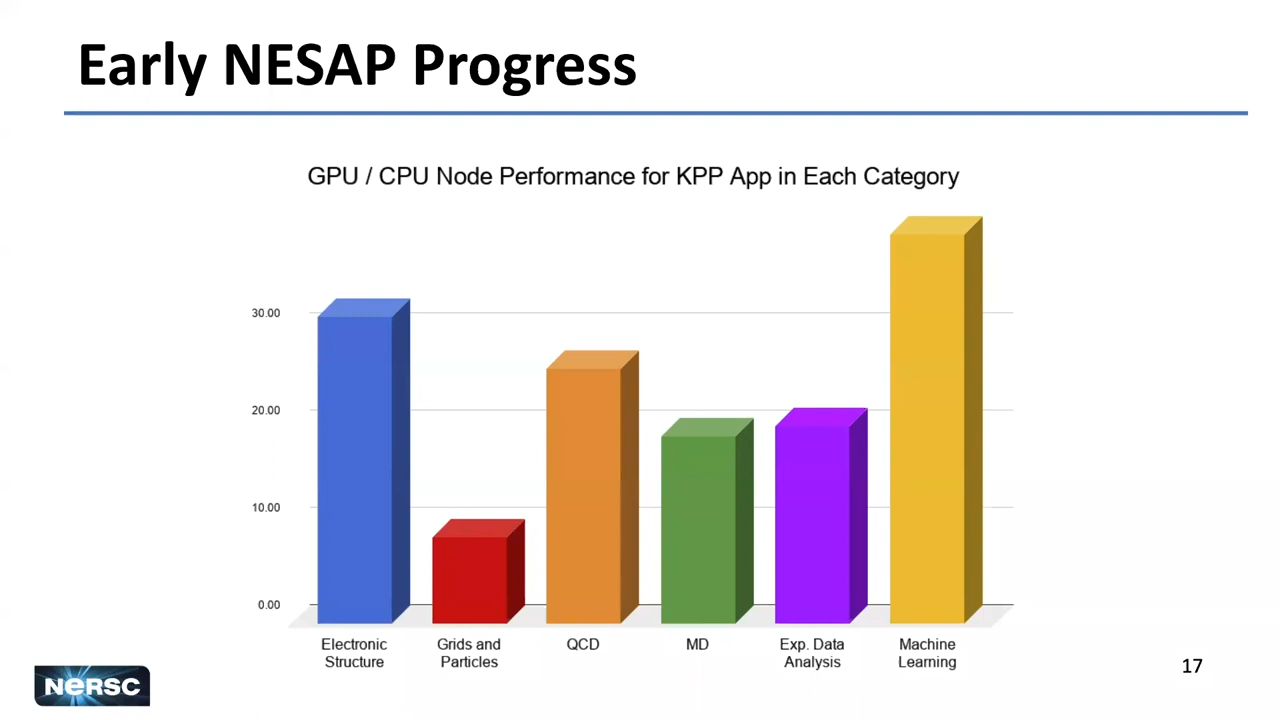 Early NESAP Progress
GPU / CPU Node Performance for KPP App in Each Category
30.00
20.00
10.00
0.00
Electronic
Structure
Grids and
Particles
QCD
MD
Exp. Data
Analysis
Machine
Learning
NERSC
17